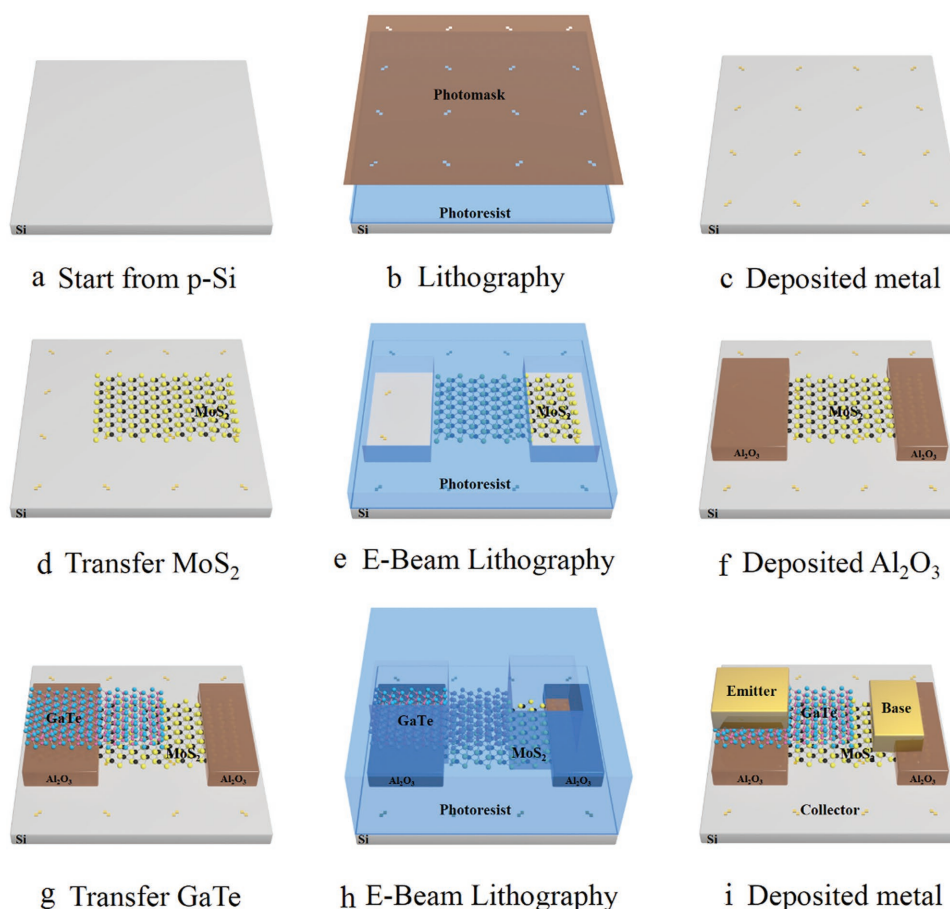 Si
a Start from p-Si
Photomask
Photoresist
Si
b Lithography
c Deposited metal
MoS₂
Si
d Transfer MoS₂
MoS₂
Photoresist
Si
e E-Beam Lithography
MoS₂
Al₂O₃
Al₂O₃
Si
f Deposited Al₂O₃
GaTe
MoS₂
Al₂O₃
Al₂O₃
Si
g Transfer GaTe
GaTe
MoS₂
Al₂O₃
Al₂O₃
Photoresist
Si
h E-Beam Lithography
Emitter
GaTe
Base
MoS₂
Al₂O₃
Al₂O₃
Collector
Si
i Deposited metal